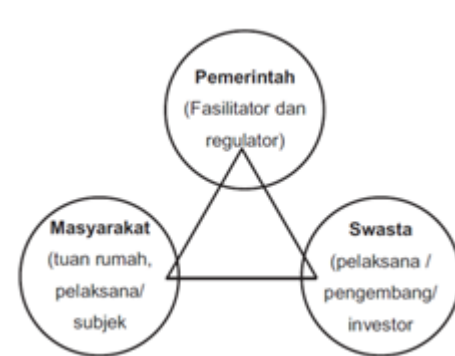 Pemerintah
(Fasilitator dan
regulator)
Masyarakat
(tuan rumah,
pelaksana/
subjek
Swasta
(pelaksana /
pengembang/
investor